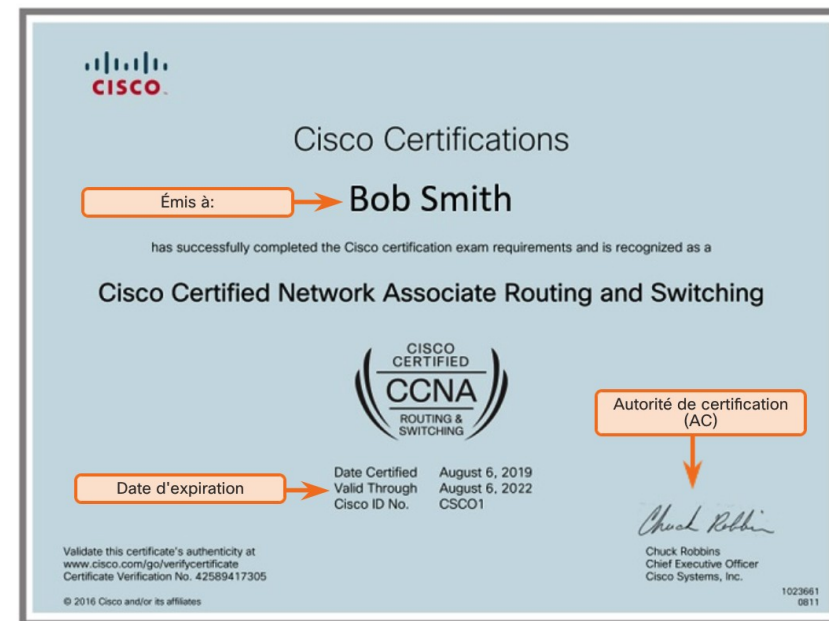 CISCO
Cisco Certifications
Émis à:
Bob Smith
has successfully completed the Cisco certification exam requirements and is recognized as a
Cisco Certified Network Associate Routing and Switching
CISCO
CERTIFIED
CCNA
ROUTING &
SWITCHING
Autorité de certification
(AC)
Date Certified August 6, 2019
Date d'expiration
Valid Through August 6, 2022
Cisco ID No. CSCO1
Chuck Robbin
Validate this certificate's authenticity at
www.cisco.com/go/verifycertificate
Certificate Verification No. 42589417305
© 2016 Cisco and/or its affiliates
Chuck Robbins
Chief Executive Officer
Cisco Systems, Inc.
1023661
0811